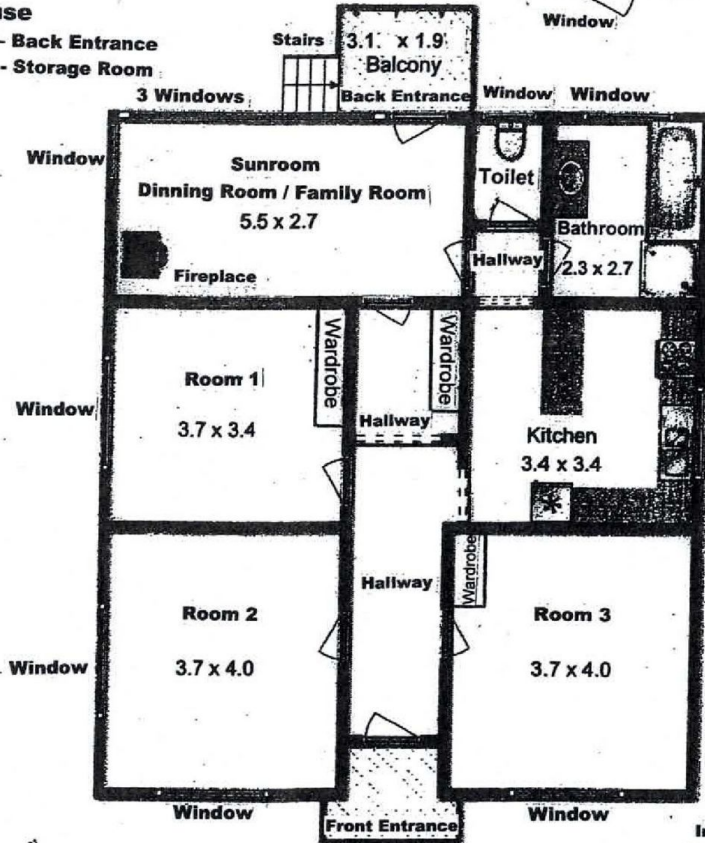 use
- Back Entrance
- Storage Room
Window
Stairs
3.1. x 1.9
Balcony
3 Windows
Back Entrance
Window
Window
Window
Sunroom
Dinning Room / Family Room
5.5 x 2.7
Fireplace
Toilet
Hallway
Bathroom
2.3 x 2.7
Room 1
3.7 x 3.4
Wardrobe
Wardrobe
Hallway
Window
Kitchen
3.4 x 3.4
Hallway
Wardrobe
Room 2
3.7 x 4.0
Room 3
3.7 x 4.0
Window
Window
Front Entrance
Window